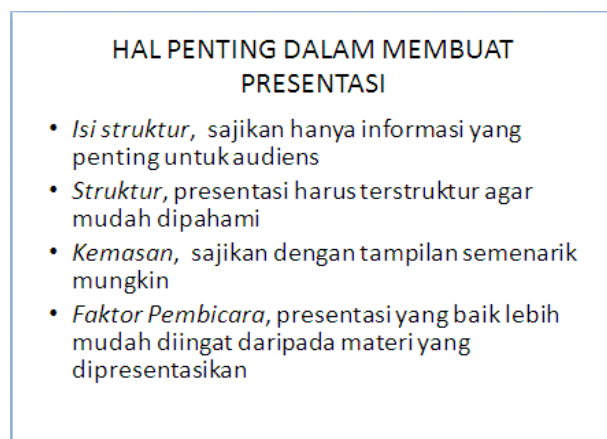 HAL PENTING DALAM MEMBUAT
PRESENTASI
• Isi struktur, sajikan hanya informasi yang
penting untuk audiens
• Struktur, presentasi harus terstruktur agar
mudah dipahami
• Kemasan, sajikan dengan tampilan semenarik
mungkin
• Faktor Pembicara, presentasi yang baik lebih
mudah diingat daripada materi yang
dipresentasikan